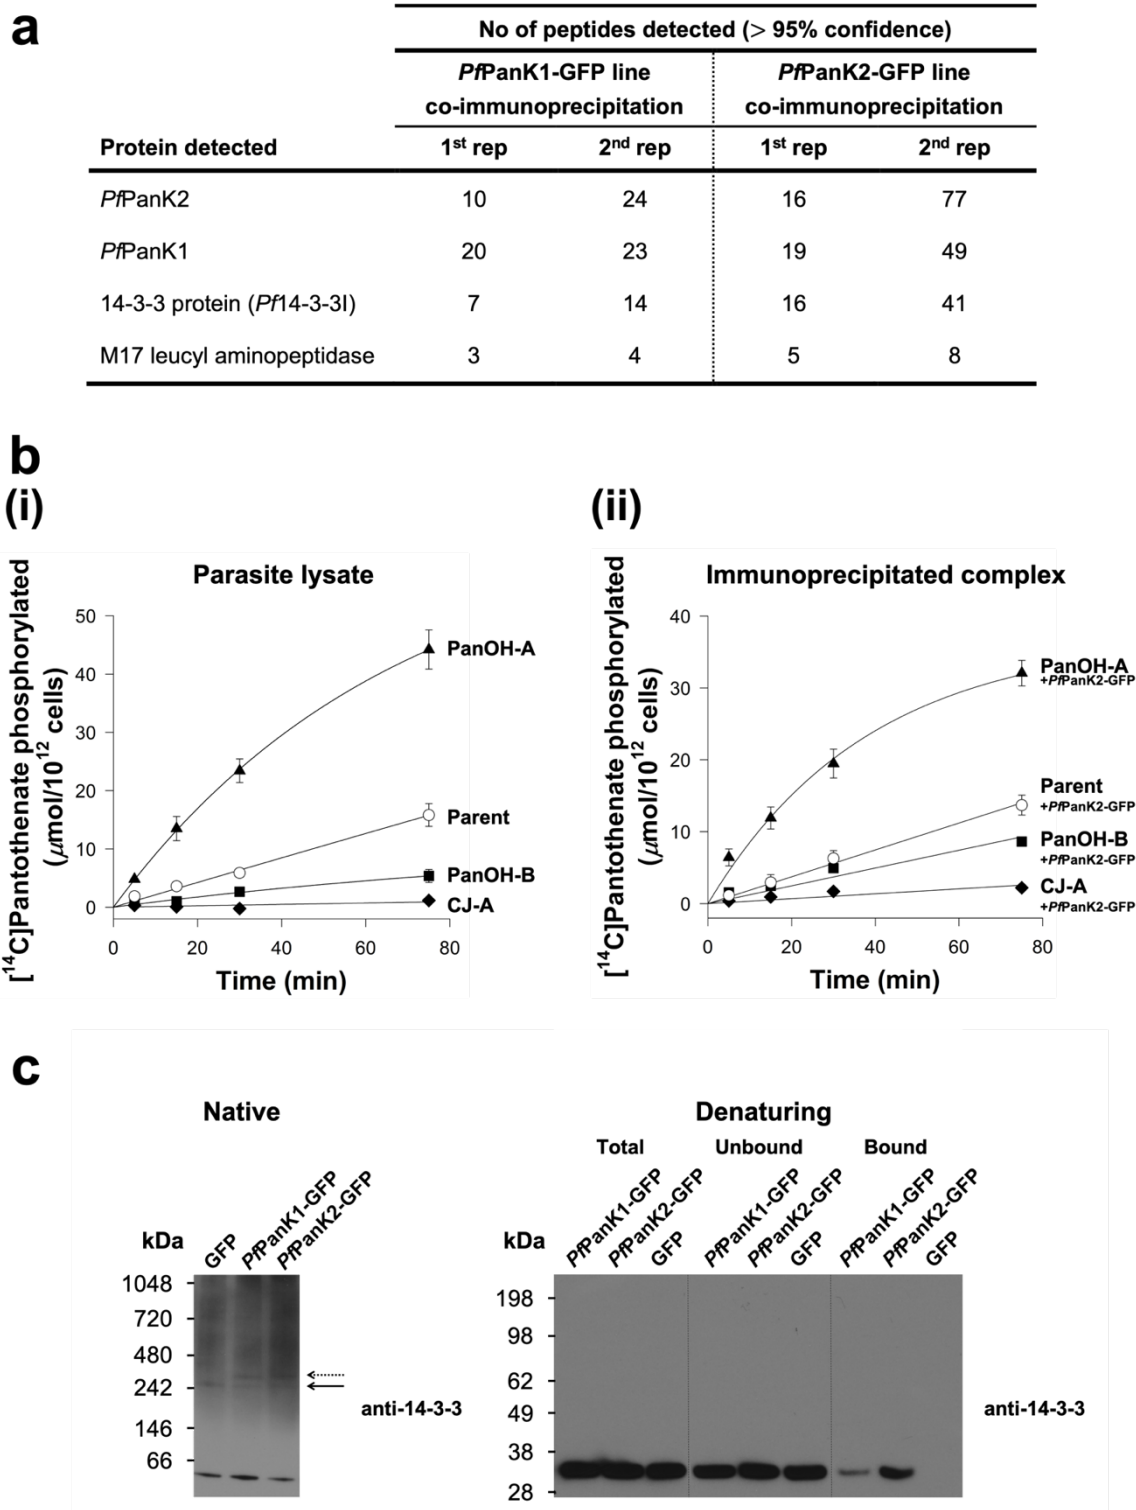 a
No of peptides detected (> 95% confidence)
PfPanK1-GFP line
co-immunoprecipitation
PfPanK2-GFP line
co-immunoprecipitation
Protein detected 1st rep 2nd rep 1st rep 2nd rep
PfPanK2 10 24 16 77
PfPanK1 20 23 19 49
14-3-3 protein (Pf14-3-3I) 7 14 16 41
M17 leucyl aminopeptidase 3 4 5 8
b
(i)
Parasite lysate
[14C]Pantothenate phosphorylated
(μmol/10^12 cells)
50
40
30
20
10
0
0 20 40 60 80
Time (min)
PanOH-A
Parent
PanOH-B
CJ-A
(ii)
Immunoprecipitated complex
[14C]Pantothenate phosphorylated
(μmol/10^12 cells)
40
30
20
10
0
0 20 40 60 80
Time (min)
PanOH-A
+PfPanK2-GFP
Parent
+PfPanK2-GFP
PanOH-B
+PfPanK2-GFP
CJ-A
+PfPanK2-GFP
c
Native
kDa
GFP
PfPanK1-GFP
PfPanK2-GFP
1048
720
480
242
146
66
anti-14-3-3
Denaturing
Total Unbound Bound
kDa
PfPanK1-GFP
PfPanK2-GFP
GFP
PfPanK1-GFP
PfPanK2-GFP
GFP
PfPanK1-GFP
PfPanK2-GFP
GFP
198
98
62
49
38
28
anti-14-3-3